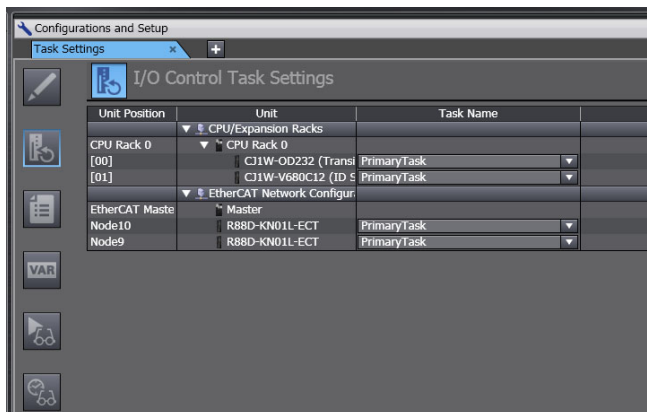 Configurations and Setup
Task Settings × +
I/O Control Task Settings
Unit Position Unit Task Name
▼ CPU/Expansion Racks
CPU Rack 0 ▼ CPU Rack 0
[00] CJ1W-OD232 (Transi PrimaryTask ▼
[01] CJ1W-V680C12 (ID S PrimaryTask ▼
▼ EtherCAT Network Configur
EtherCAT Maste Master
Node10 R88D-KN01L-ECT PrimaryTask ▼
Node9 R88D-KN01L-ECT PrimaryTask ▼
VAR